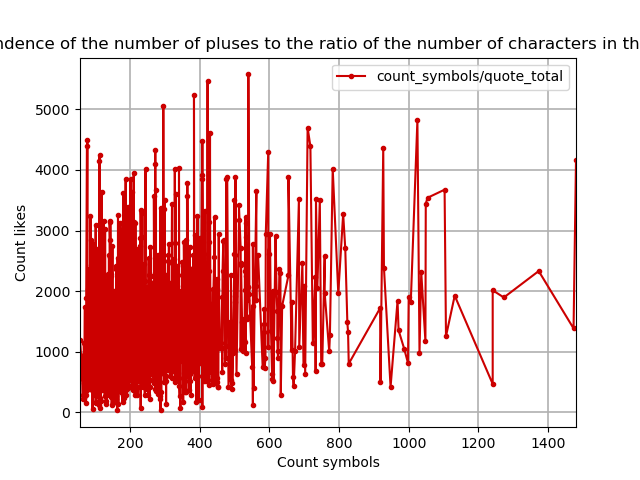 ndence of the number of pluses to the ratio of the number of characters in th
count_symbols/quote_total
Count likes
5000
4000
3000
2000
1000
0
200 400 600 800 1000 1200 1400
Count symbols